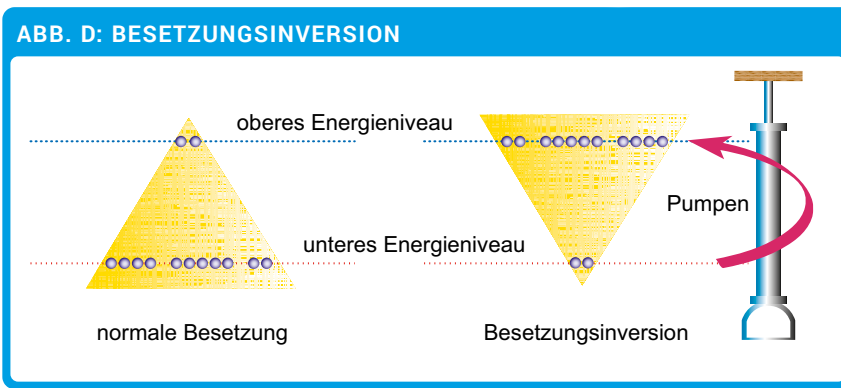 ABB. D: BESETZUNGSINVERSION
oberes Energieniveau
Pumpen
unteres Energieniveau
normale Besetzung
Besetzungsinversion